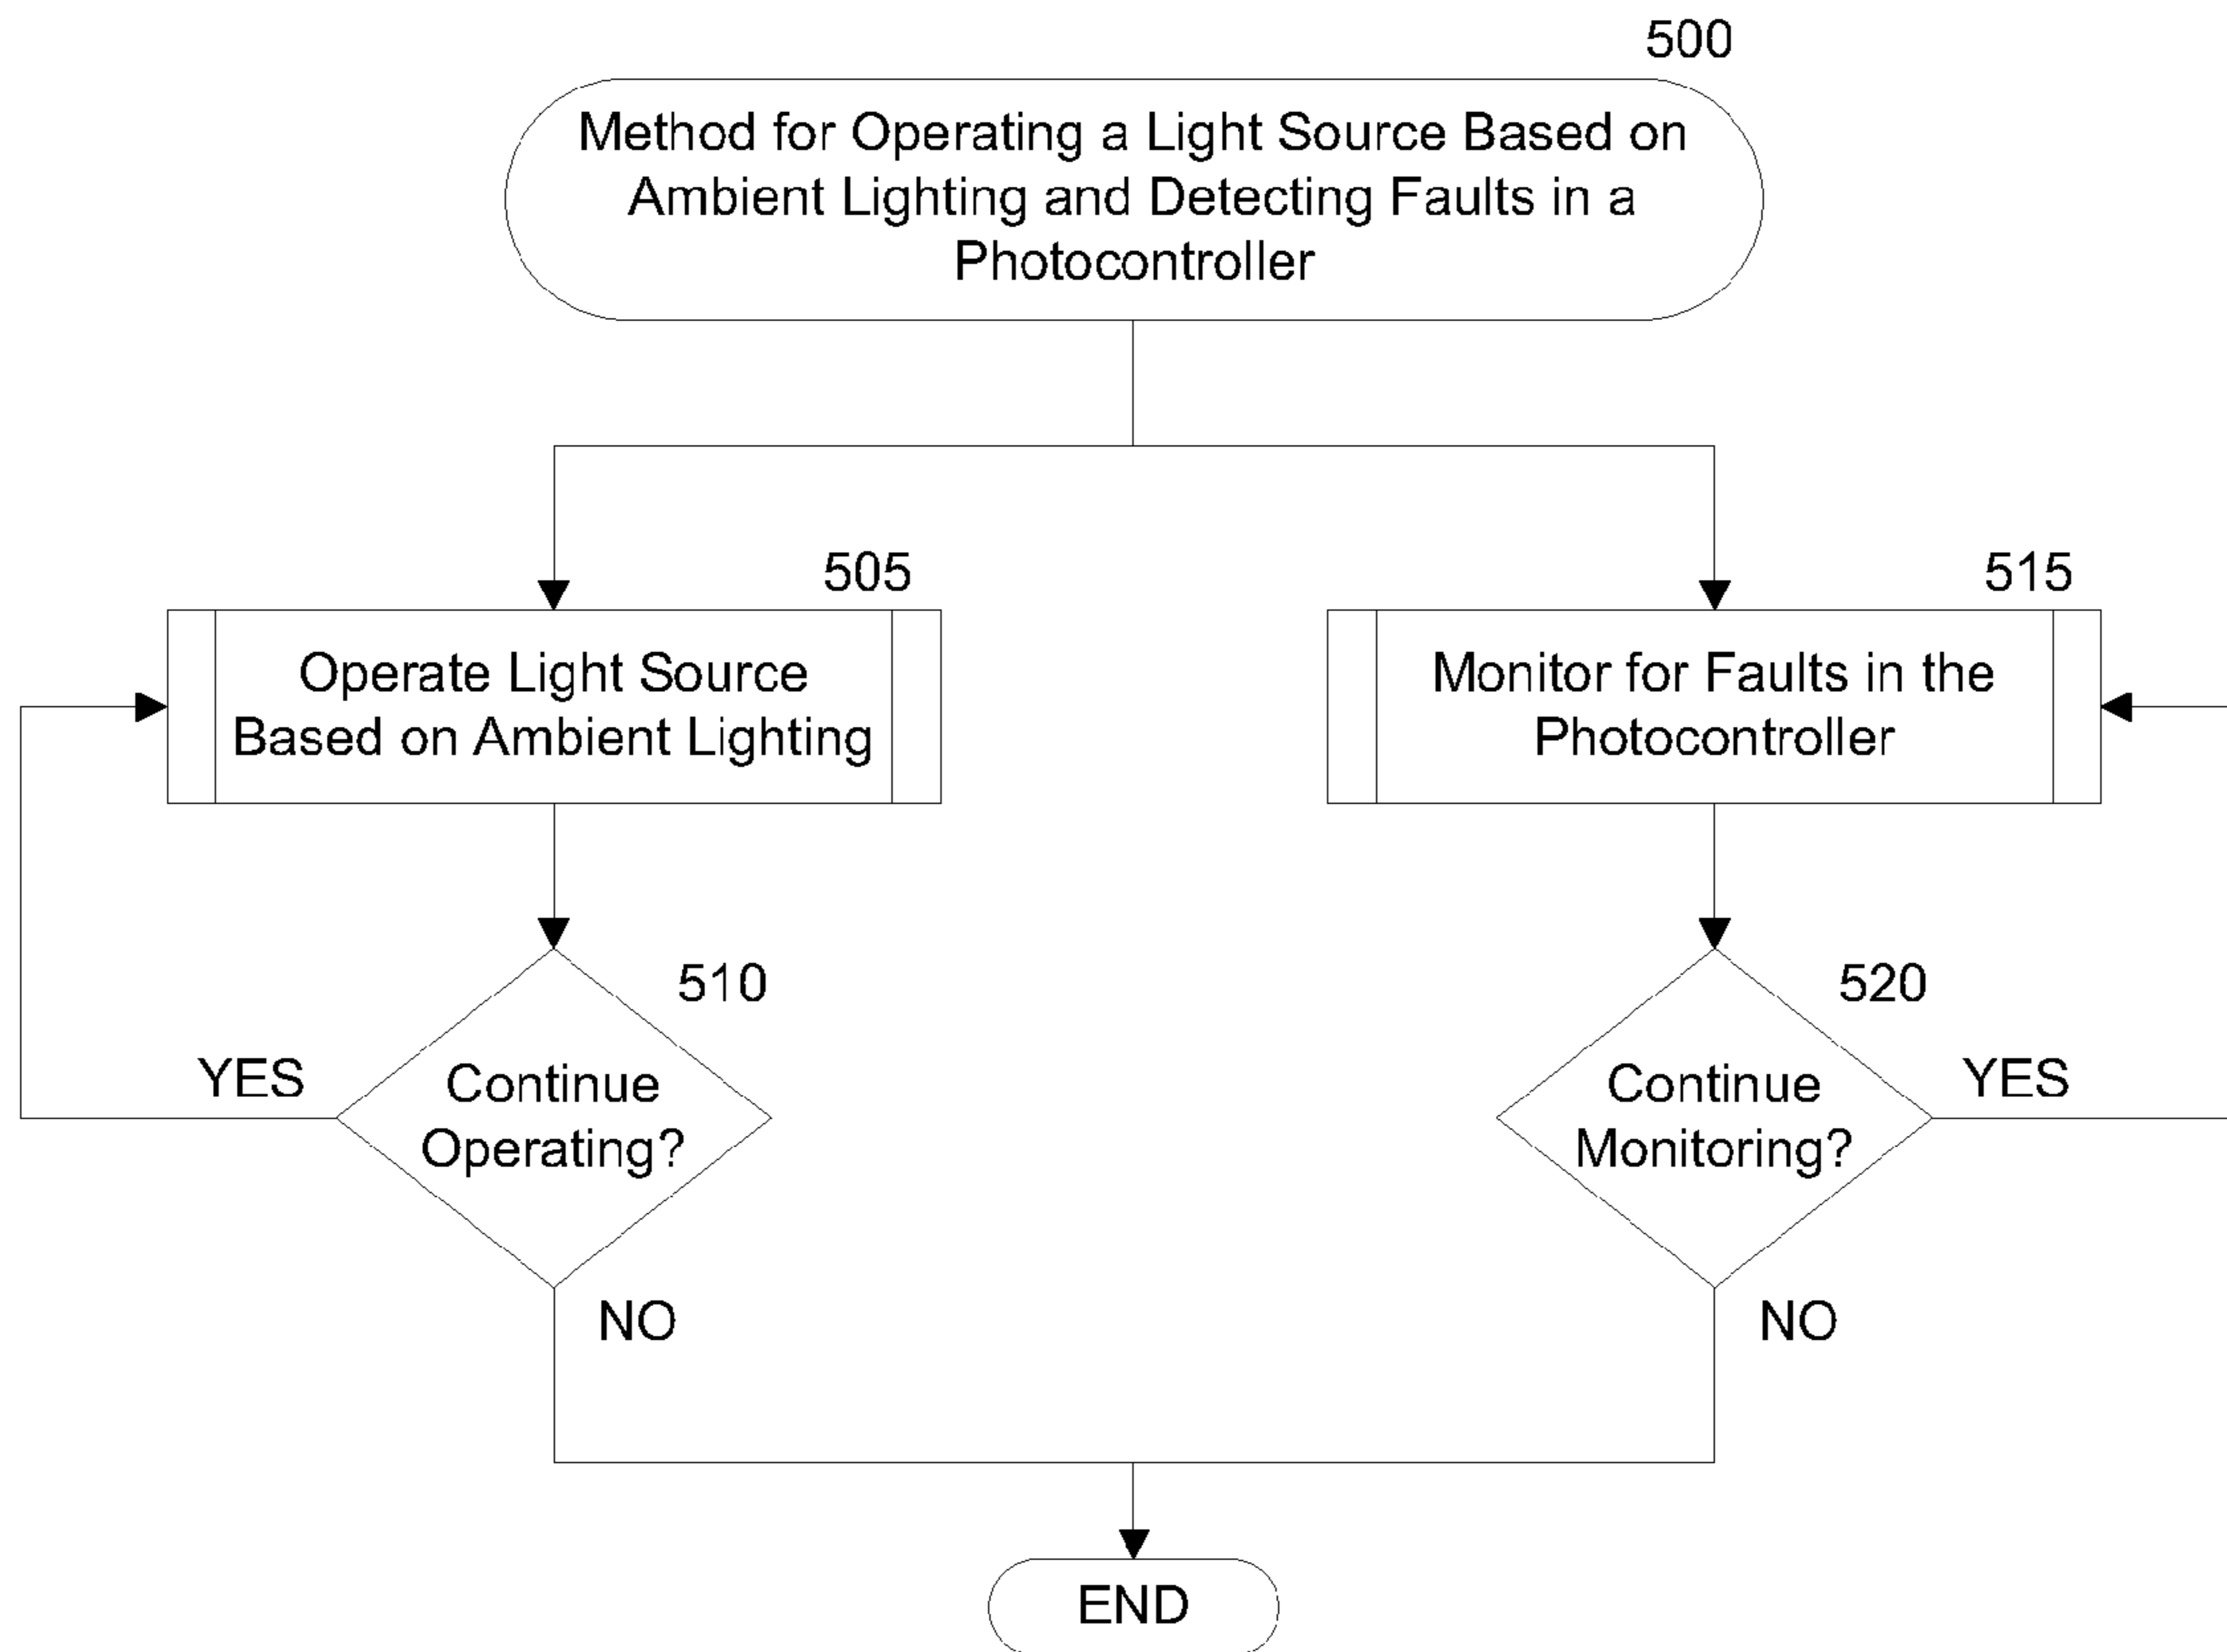 500
Method for Operating a Light Source Based on
Ambient Lighting and Detecting Faults in a
Photocontroller
505
Operate Light Source
Based on Ambient Lighting
515
Monitor for Faults in the
Photocontroller
510
Continue
Operating?
YES
NO
520
Continue
Monitoring?
YES
NO
END